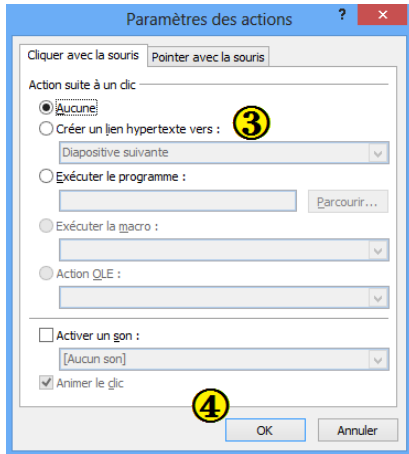 Paramètres des actions ? ×
Cliquer avec la souris Pointer avec la souris
Action suite à un clic
Aucune
Créer un lien hypertexte vers : 3
Diapositive suivante
Exécuter le programme :
Parcourir...
Exécuter la macro :
Action OLE :
Activer un son :
[Aucun son]
Animer le clic
4
OK Annuler